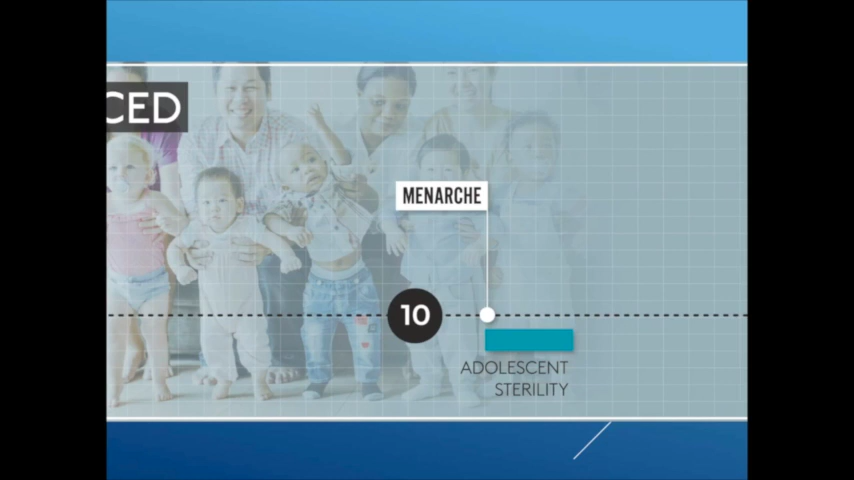 CED
MENARCHE
10
ADOLESCENT
STERILITY